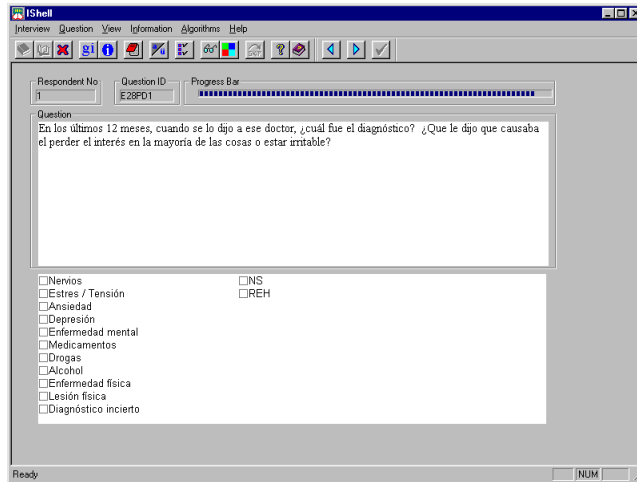 IShell
Interview Question View Information Algorithms Help
gi
Respondent No
Question ID
Progress Bar
1
E28PD1
Question
En los últimos 12 meses, cuando se lo dijo a ese doctor, ¿cuál fue el diagnóstico? ¿Que le dijo que causaba
el perder el interés en la mayoría de las cosas o estar irritable?
Nervios
Estres / Tensión
Ansiedad
Depresión
Enfermedad mental
Medicamentos
Drogas
Alcohol
Enfermedad física
Lesión física
Diagnóstico incierto
NS
REH
Ready
NUM